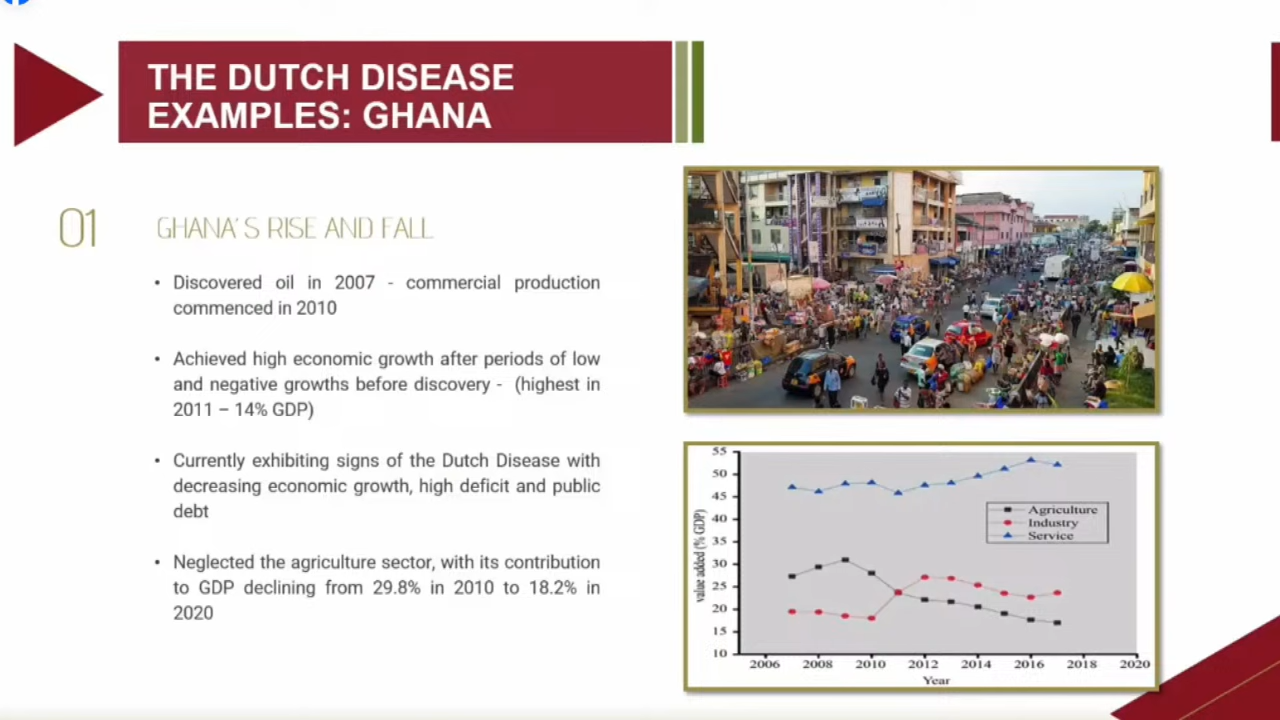 THE DUTCH DISEASE
EXAMPLES: GHANA
01
GHANA'S RISE AND FALL
• Discovered oil in 2007 - commercial production
commenced in 2010
• Achieved high economic growth after periods of low
and negative growths before discovery - (highest in
2011 – 14% GDP)
• Currently exhibiting signs of the Dutch Disease with
decreasing economic growth, high deficit and public
debt
• Neglected the agriculture sector, with its contribution
to GDP declining from 29.8% in 2010 to 18.2% in
2020
55
50
45
40
35
30
25
20
15
10
value added (% GDP)
Agriculture
Industry
Service
2006 2008 2010 2012 2014 2016 2018 2020
Year